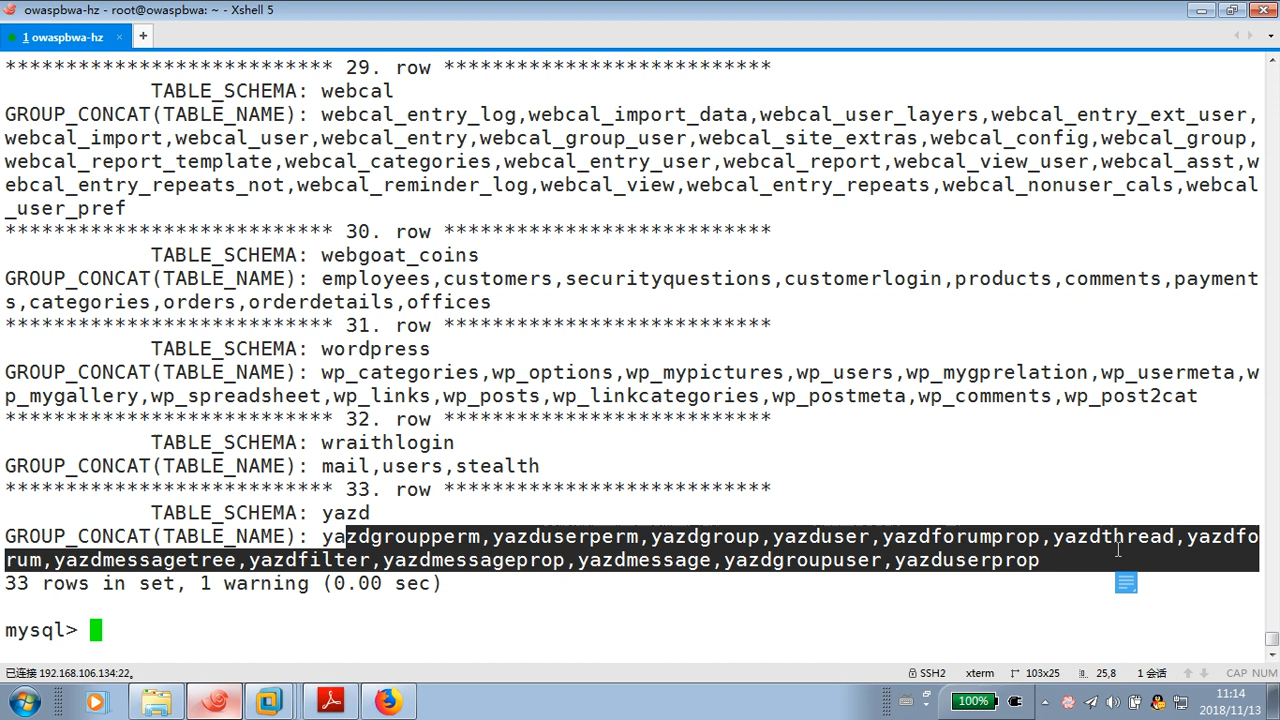 owaspbwa-hz - root@owaspbwa: ~ - Xshell 5
1 owaspbwa-hz × +
*************************** 29. row ***************************
TABLE_SCHEMA: webcal
GROUP_CONCAT(TABLE_NAME): webcal_entry_log,webcal_import_data,webcal_user_layers,webcal_entry_ext_user,
webcal_import,webcal_user,webcal_entry,webcal_group_user,webcal_site_extras,webcal_config,webcal_group,
webcal_report_template,webcal_categories,webcal_entry_user,webcal_report,webcal_view_user,webcal_asst,w
ebcal_entry_repeats_not,webcal_reminder_log,webcal_view,webcal_entry_repeats,webcal_nonuser_cals,webcal
_user_pref
*************************** 30. row ***************************
TABLE_SCHEMA: webgoat_coins
GROUP_CONCAT(TABLE_NAME): employees,customers,securityquestions,customerlogin,products,comments,payment
s,categories,orders,orderdetails,offices
*************************** 31. row ***************************
TABLE_SCHEMA: wordpress
GROUP_CONCAT(TABLE_NAME): wp_categories,wp_options,wp_mypictures,wp_users,wp_mygprelation,wp_usermeta,w
p_mygallery,wp_spreadsheet,wp_links,wp_posts,wp_linkcategories,wp_postmeta,wp_comments,wp_post2cat
*************************** 32. row ***************************
TABLE_SCHEMA: wraithlogin
GROUP_CONCAT(TABLE_NAME): mail,users,stealth
*************************** 33. row ***************************
TABLE_SCHEMA: yazd
GROUP_CONCAT(TABLE_NAME): yazdgroupperm,yazduserperm,yazdgroup,yazduser,yazdforumprop,yazdthread,yazdfo
rum,yazdmessagetree,yazdfilter,yazdmessageprop,yazdmessage,yazdgroupuser,yazduserprop
33 rows in set, 1 warning (0.00 sec)
mysql>
已连接 192.168.106.134:22。 SSH2 xterm 103x25 25,8 1 会话 CAP NUM
100% 11:14
2018/11/13